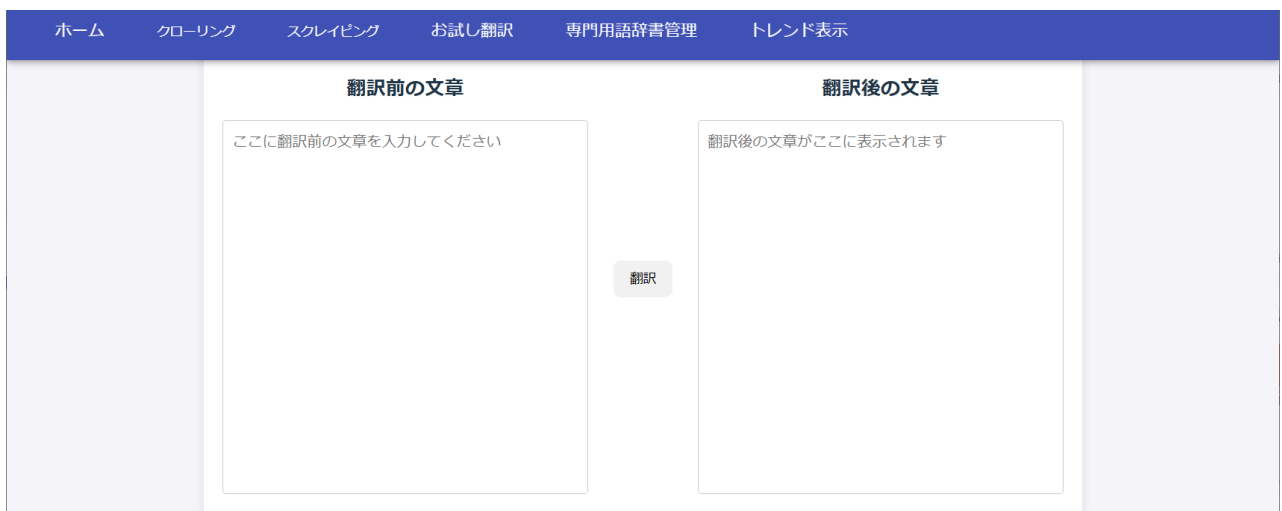 ホーム クローリング スクレイピング お試し翻訳 専門用語辞書管理 トレンド表示
翻訳前の文章
翻訳後の文章
ここに翻訳前の文章を入力してください
翻訳後の文章がここに表示されます
翻訳